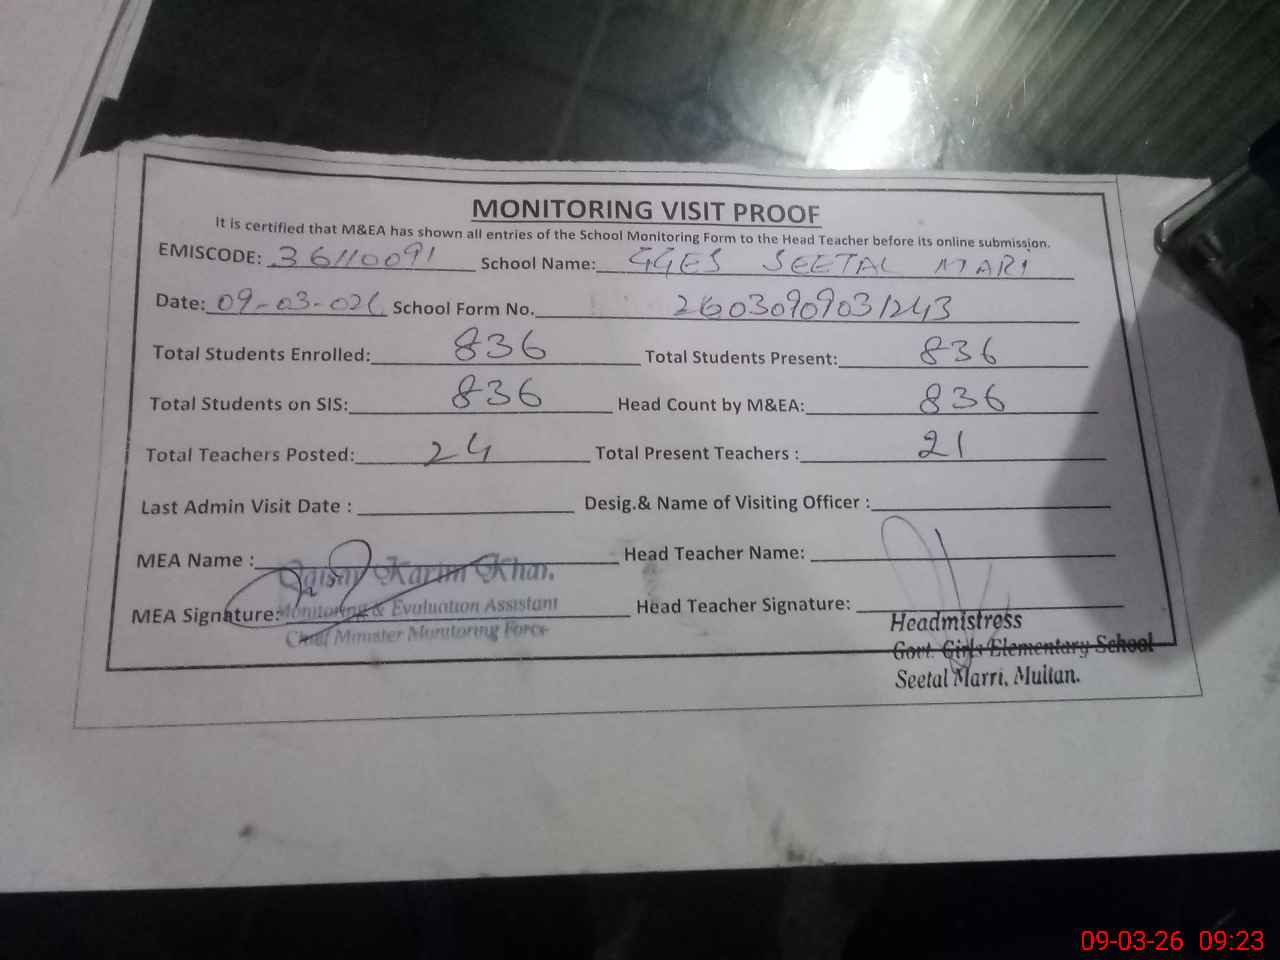 MONITORING VISIT PROOF
It is certified that M&EA has shown all entries of the School Monitoring Form to the Head Teacher before its online submission.
EMISCODE: 36110091 School Name: GGES SEETAL MARI
Date: 09-03-026 School Form No. 2603090931243
Total Students Enrolled: 836 Total Students Present: 836
Total Students on SIS: 836 Head Count by M&EA: 836
Total Teachers Posted: 24 Total Present Teachers : 21
Last Admin Visit Date : Desig.& Name of Visiting Officer :
MEA Name : Head Teacher Name:
Qaisar Karim Khan.
MEA Signature: Head Teacher Signature:
Monitoring & Evaluation Assistant
Chief Minister Monitoring Force
Headmistress
Govt. Girls Elementary School
Seetal Marri, Multan.
09-03-26 09:23